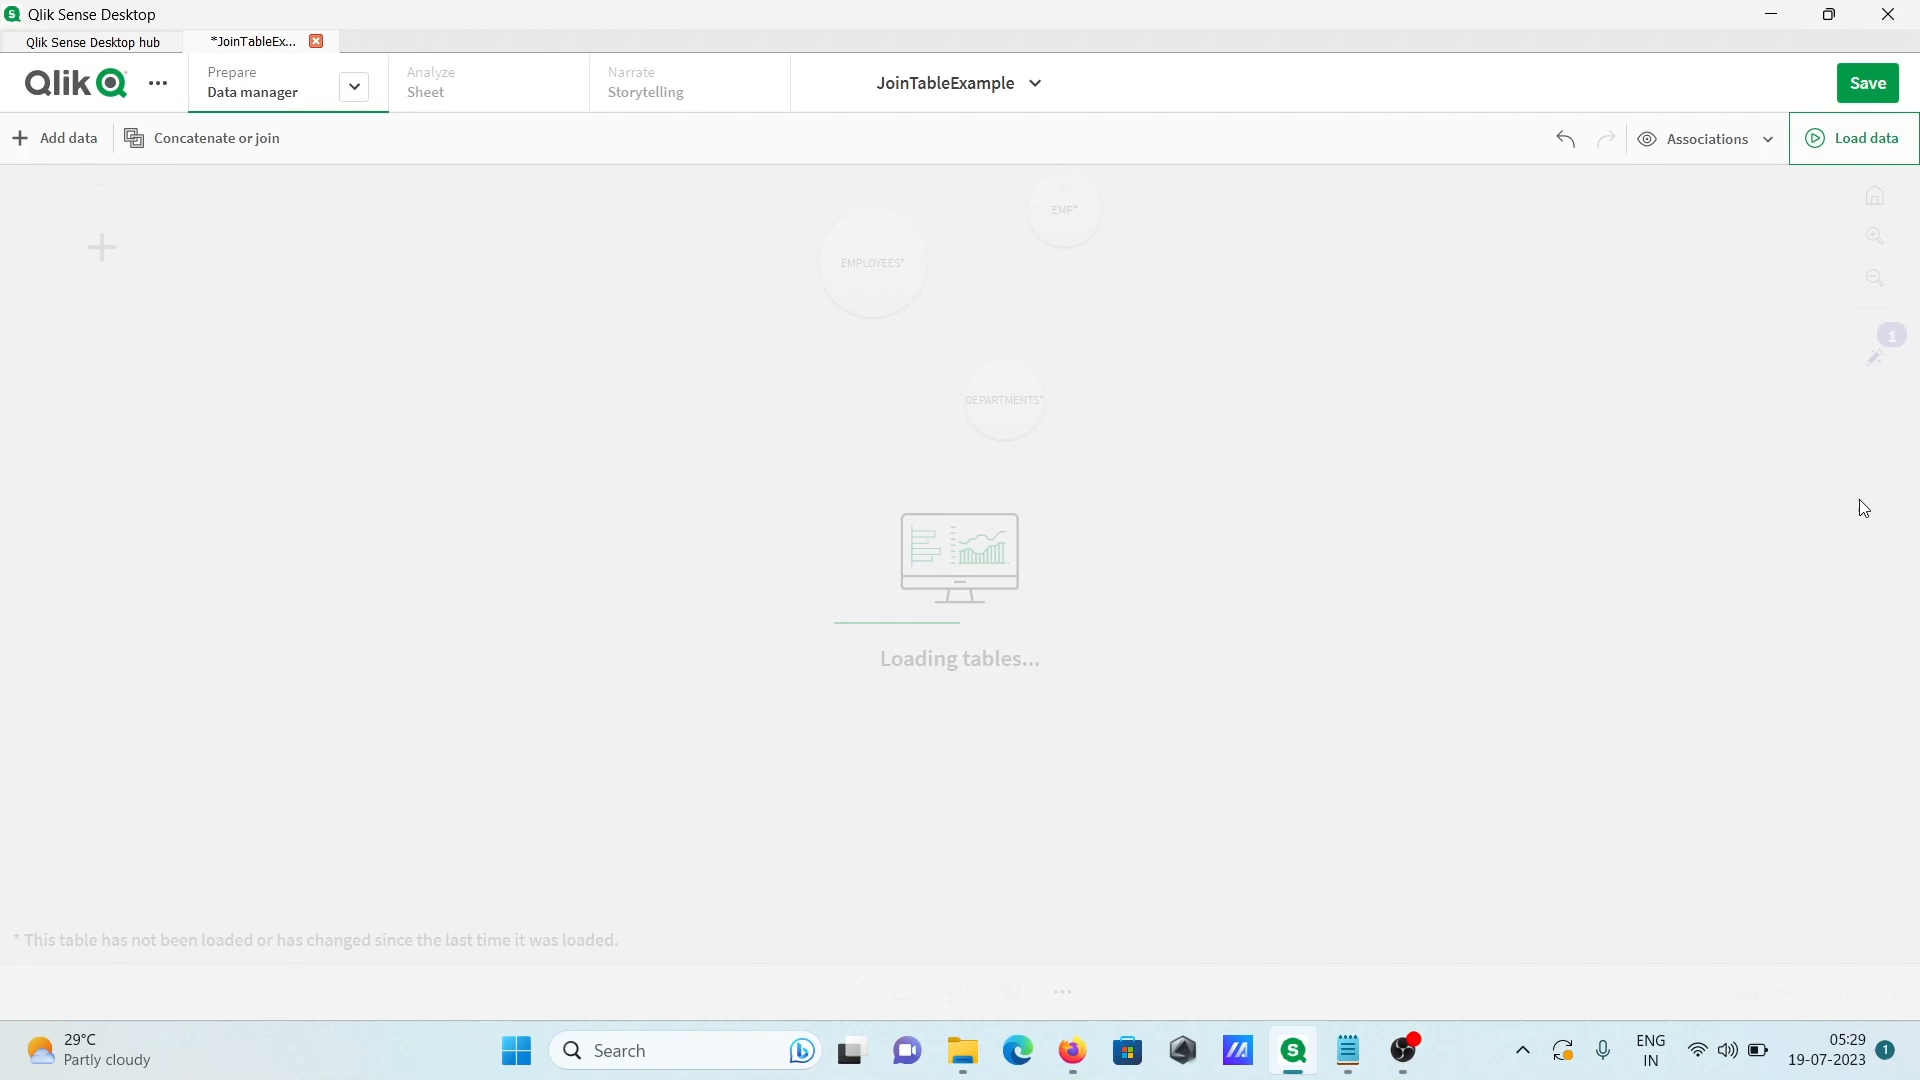 Qlik Sense Desktop
Qlik Sense Desktop hub
*JoinTableEx...
Qlik
Prepare
Data manager
Analyze
Sheet
Narrate
Storytelling
JoinTableExample
Save
Add data
Concatenate or join
Associations
Load data
EMP*
EMPLOYEES*
1
DEPARTMENTS*
Loading tables...
* This table has not been loaded or has changed since the last time it was loaded.
29°C
Partly cloudy
Search
ENG
IN
05:29
19-07-2023
1